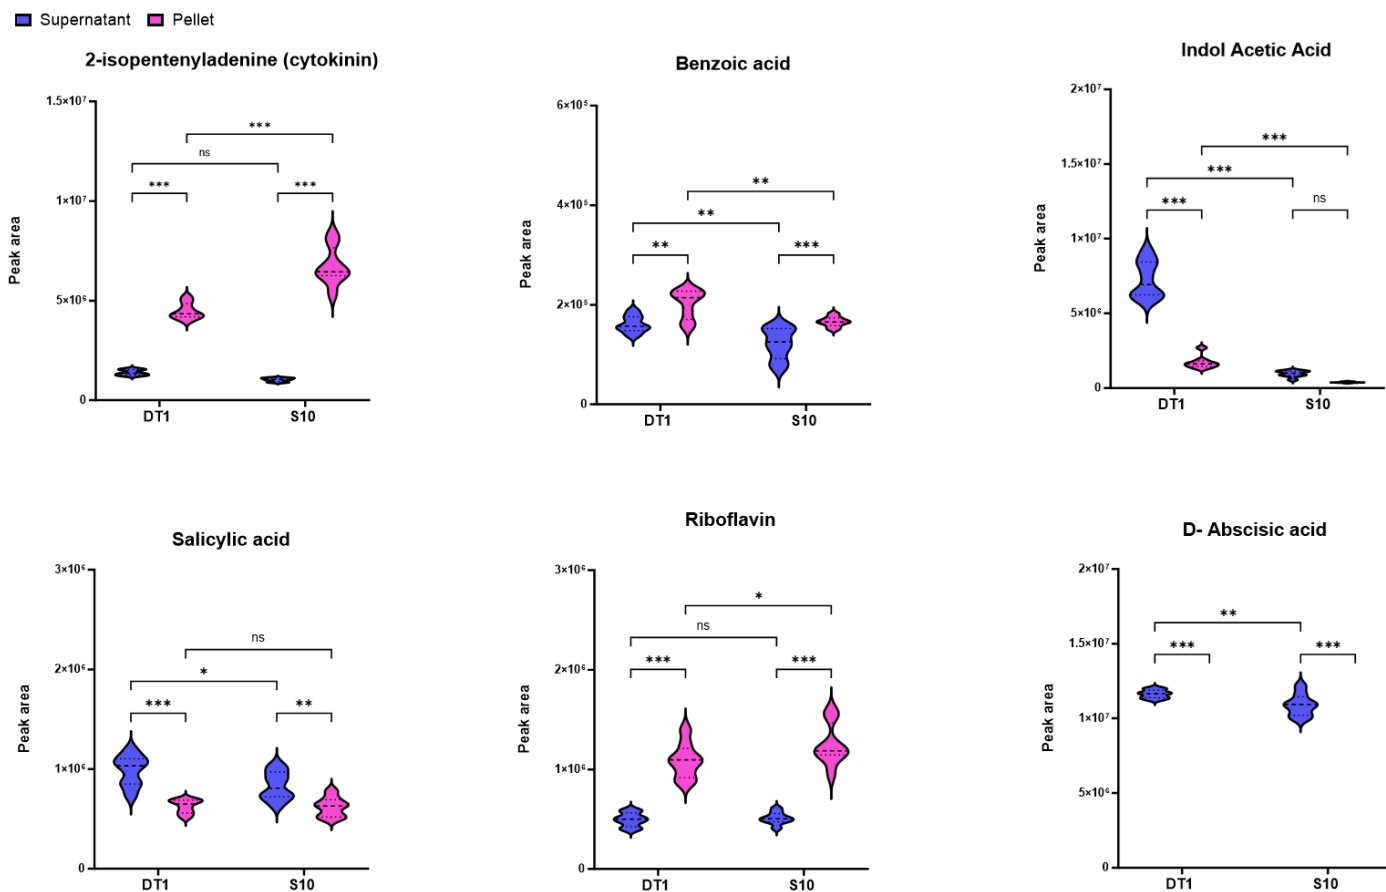 Supernatant Pellet
2-isopentenyladenine (cytokinin)
Peak area
1.5×10⁷
1×10⁷
5×10⁶
0
***
ns
*** ***
DT1 S10
Benzoic acid
Peak area
6×10⁵
4×10⁵
2×10⁵
0
**
**
** ***
DT1 S10
Indol Acetic Acid
Peak area
2×10⁷
1.5×10⁷
1×10⁷
5×10⁶
0
***
***
*** ns
DT1 S10
Salicylic acid
Peak area
3×10⁶
2×10⁶
1×10⁶
0
ns
*
*** **
DT1 S10
Riboflavin
Peak area
3×10⁶
2×10⁶
1×10⁶
0
*
ns
*** ***
DT1 S10
D- Abscisic acid
Peak area
2×10⁷
1.5×10⁷
1×10⁷
5×10⁶
0
**
*** ***
DT1 S10